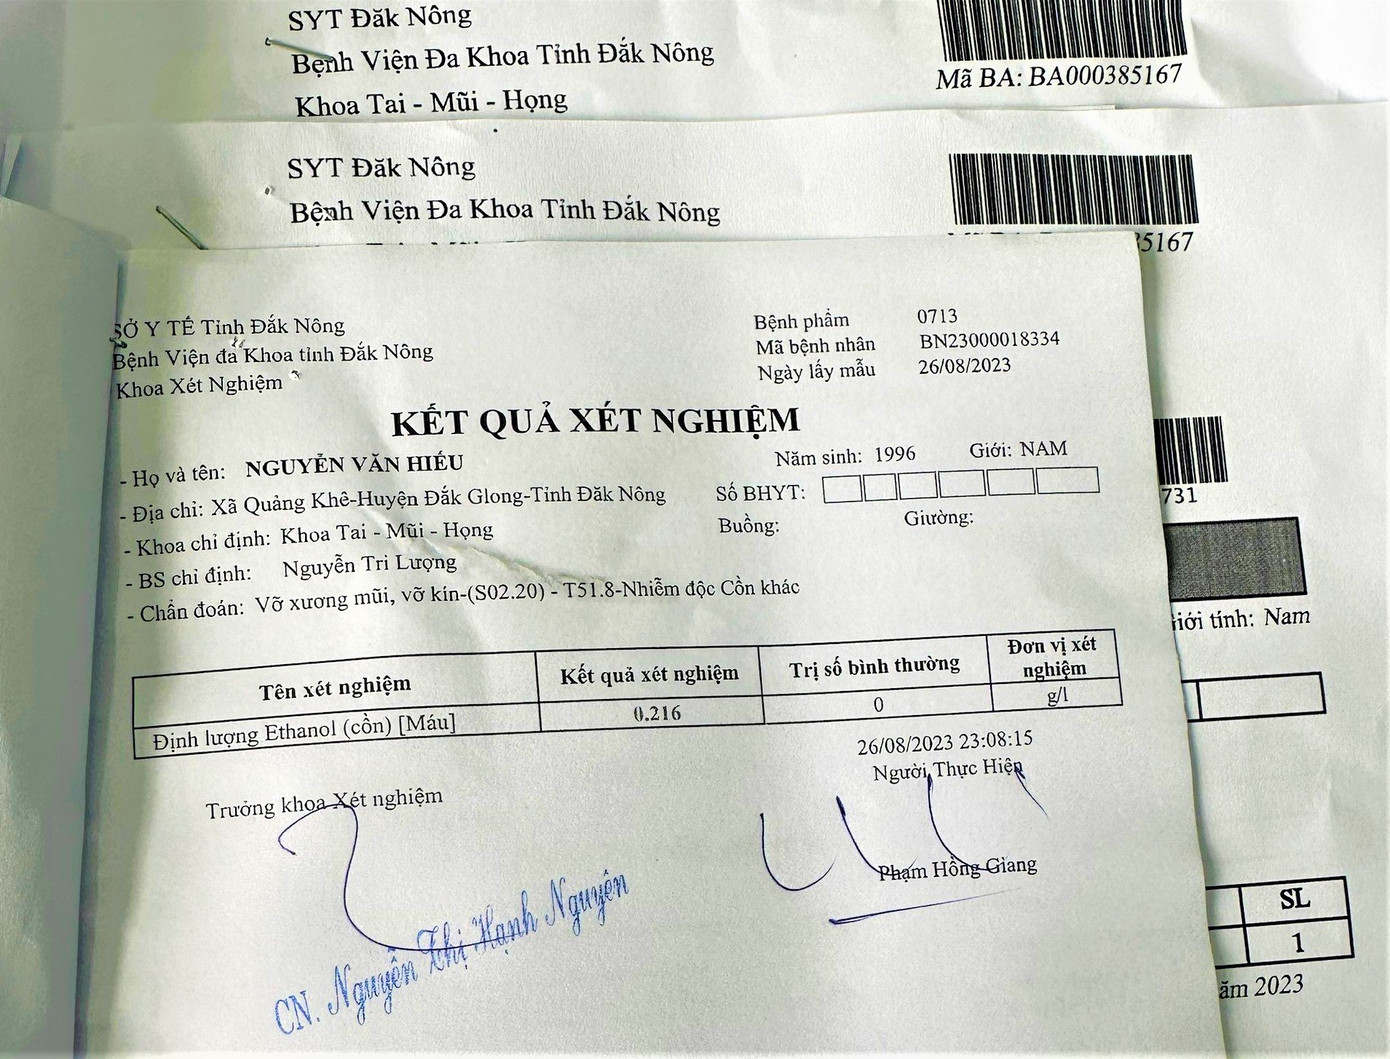 SYT Đăk Nông
Bệnh Viện Đa Khoa Tỉnh Đắk Nông
Khoa Tai - Mũi - Họng
Mã BA: BA000385167
SYT Đăk Nông
Bệnh Viện Đa Khoa Tỉnh Đắk Nông
35167
SỞ Y TẾ Tỉnh Đắk Nông
Bệnh Viện đa Khoa tỉnh Đắk Nông
Khoa Xét Nghiệm
Bệnh phẩm 0713
Mã bệnh nhân BN23000018334
Ngày lấy mẫu 26/08/2023
KẾT QUẢ XÉT NGHIỆM
- Họ và tên: NGUYỄN VĂN HIẾU
Năm sinh: 1996 Giới: NAM
- Địa chỉ: Xã Quảng Khê-Huyện Đắk Glong-Tỉnh Đăk Nông
Số BHYT:
- Khoa chỉ định: Khoa Tai - Mũi - Họng
Buồng: Giường:
- BS chỉ định: Nguyễn Tri Lượng
- Chẩn đoán: Vỡ xương mũi, vỡ kín-(S02.20) - T51.8-Nhiễm độc Cồn khác
Tên xét nghiệm Kết quả xét nghiệm Trị số bình thường Đơn vị xét nghiệm
Định lượng Ethanol (cồn) [Máu] 0.216 0 g/l
26/08/2023 23:08:15
Trưởng khoa Xét nghiệm
Người Thực Hiện
Phạm Hồng Giang
CN. Nguyễn Thị Hạnh Nguyên
731
iới tính: Nam
SL
1
ăm 2023